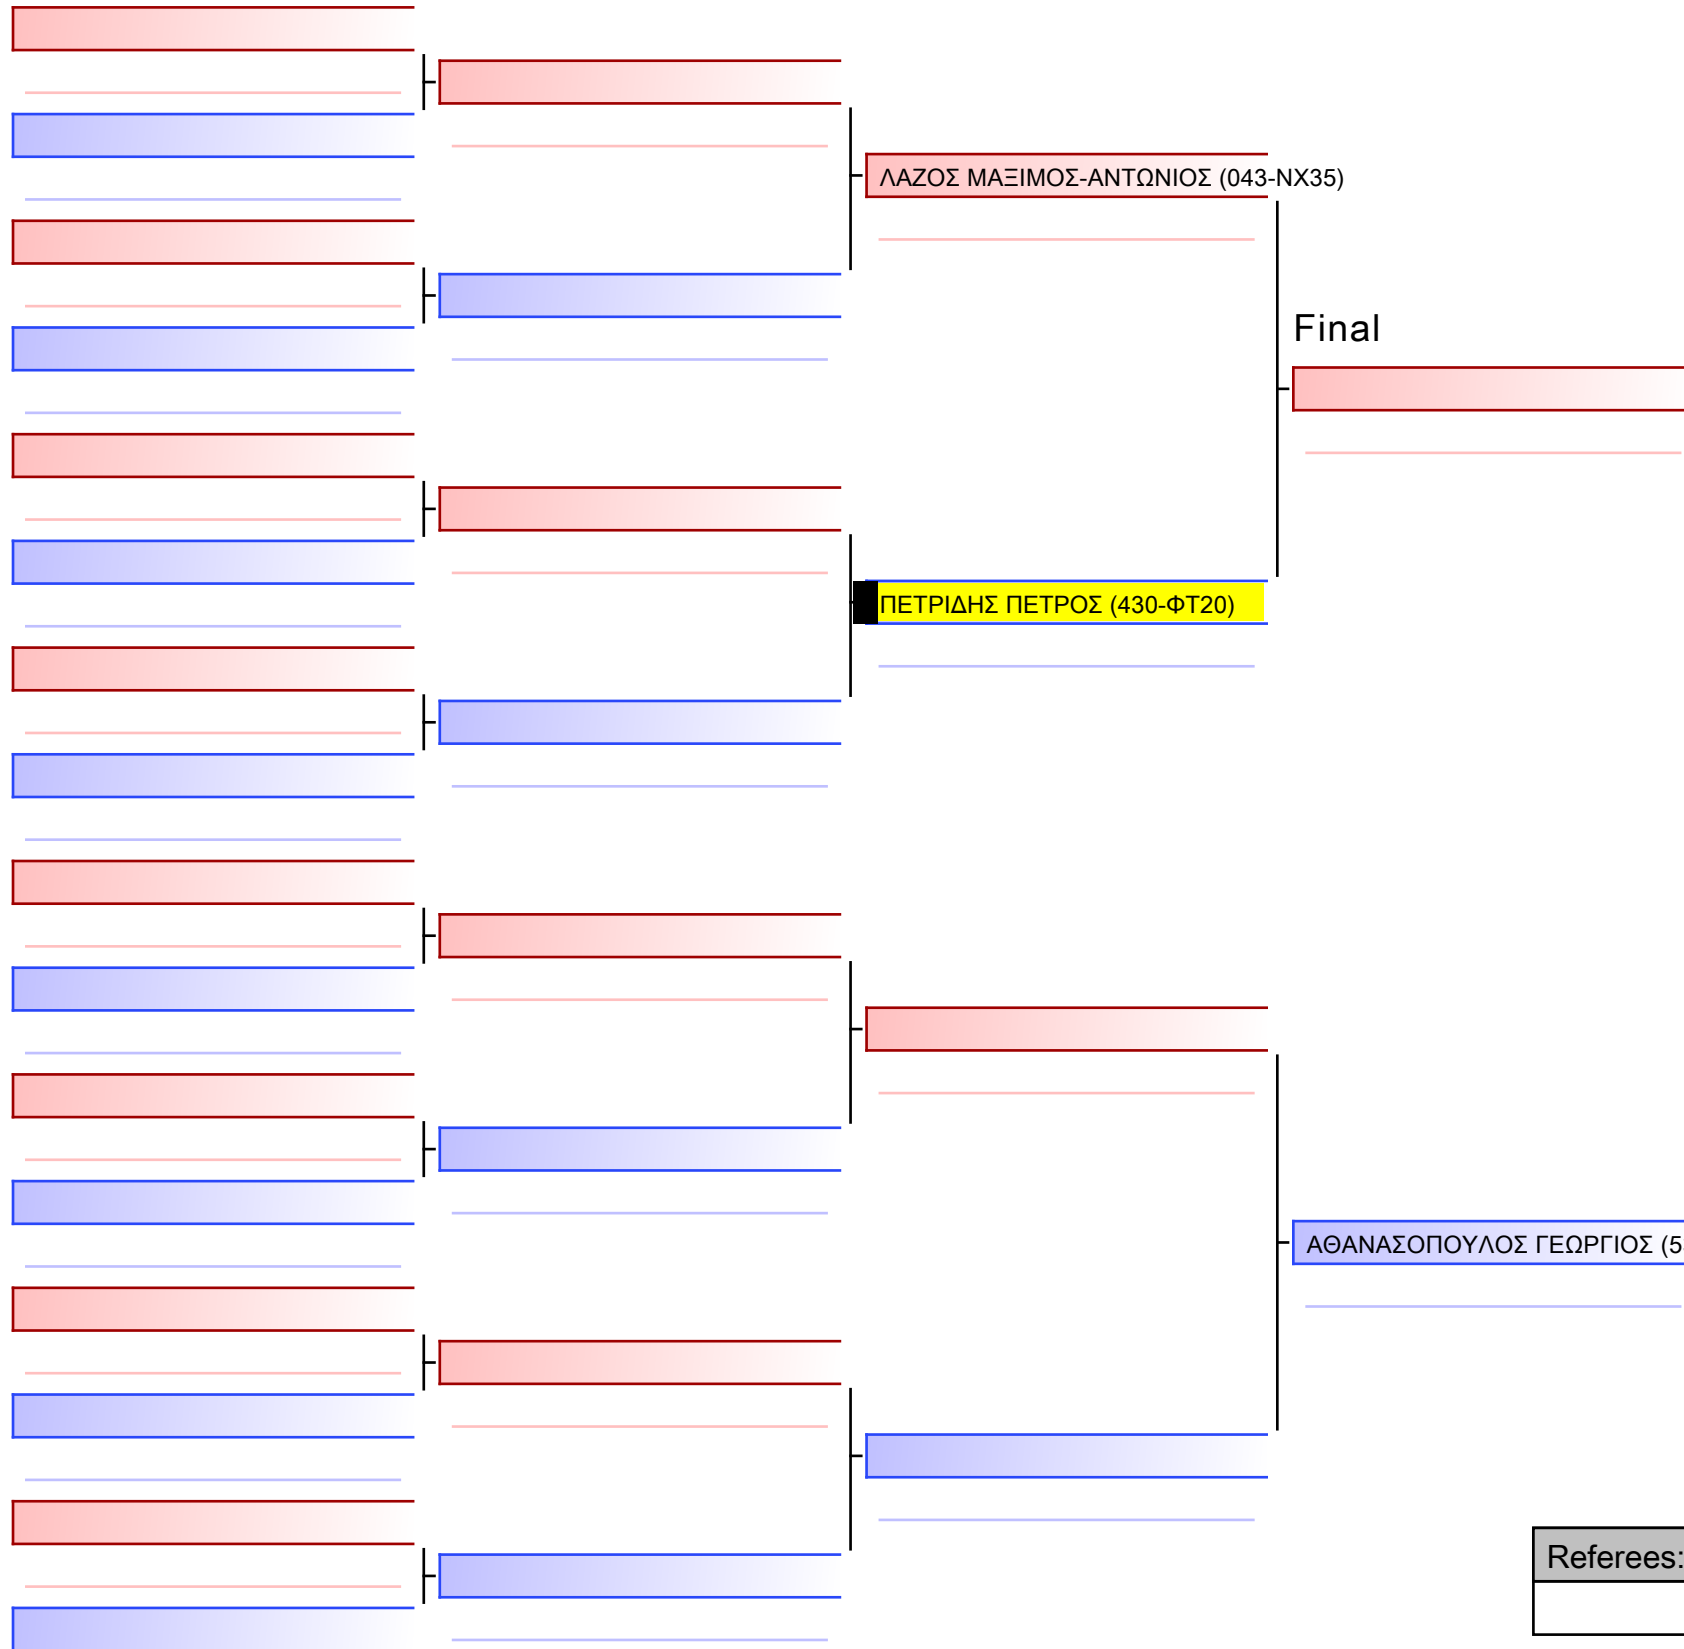 ΛΑΖΟΣ ΜΑΞΙΜΟΣ-ΑΝΤΩΝΙΟΣ (043-ΝΧ35)
Final
ΠΕΤΡΙΔΗΣ ΠΕΤΡΟΣ (430-ΦΤ20)
ΑΘΑΝΑΣΟΠΟΥΛΟΣ ΓΕΩΡΓΙΟΣ
Referees: